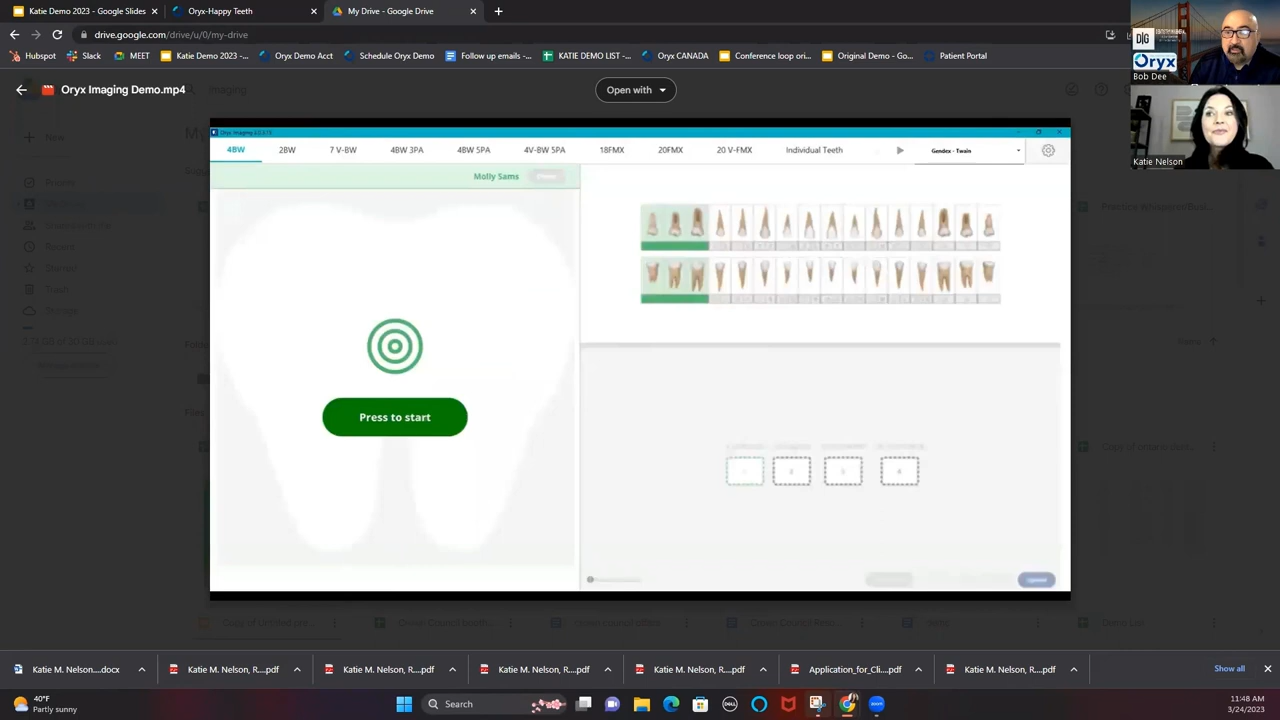 Katie Demo 2023 - Google Slides
Oryx-Happy Teeth
My Drive - Google Drive
drive.google.com/drive/u/0/my-drive
Hubspot
Slack
MEET
Katie Demo 2023 -...
Oryx Demo Acct
Screener Oryx Demo
follow up emails -...
KATIE DEMO LIST -...
Oryx CANADA
Conference loop ori...
Original Demo - Goo...
Patient Portal
Oryx
Bob Dee
Katie Nelson
Oryx Imaging Demo.mp4
Open with
4BW
2BW
7 V-BW
4BW 3PA
4BW 5PA
4V-BW 5PA
18FMX
20FMX
20 V-FMX
Individual Teeth
Gendex - Twain
Molly Sams
Press to start
Katie M. Nelson....docx
Katie M. Nelson, R....pdf
Katie M. Nelson, R....pdf
Katie M. Nelson, R....pdf
Katie M. Nelson, R....pdf
Application_for_Cli....pdf
Katie M. Nelson, R....pdf
Show all
40°F
Partly sunny
Search
11:48 AM
3/24/2023